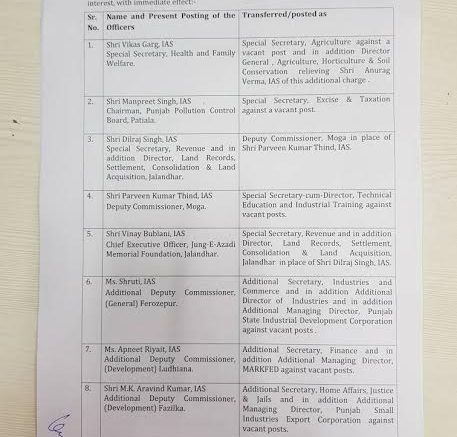 interest, with immediate effect:-
Sr. Name and Present Posting of the Transferred/posted as
No. Officers
1. Shri Vikas Garg, IAS Special Secretary, Agriculture against a
Special Secretary, Health and Family vacant post and in addition Director
Welfare. General , Agriculture, Horticulture & Soil
Conservation relieving Shri Anurag
Verma, IAS of this additional charge .
2. Shri Manpreet Singh, IAS Special Secretary, Excise & Taxation
Chairman, Punjab Pollution Control against a vacant post.
Board, Patiala.
3. Shri Dilraj Singh, IAS Deputy Commissioner, Moga in place of
Special Secretary, Revenue and in Shri Parveen Kumar Thind, IAS.
addition Director, Land Records,
Settlement, Consolidation & Land
Acquisition, Jalandhar.
4. Shri Parveen Kumar Thind, IAS Special Secretary-cum-Director, Technical
Deputy Commissioner, Moga. Education and Industrial Training against
vacant posts.
5. Shri Vinay Bublani, IAS Special Secretary, Revenue and in addition
Chief Executive Officer, Jung-E-Azadi Director, Land Records, Settlement,
Memorial Foundation, Jalandhar. Consolidation & Land Acquisition,
Jalandhar in place of Shri Dilraj Singh, IAS.
6. Ms. Shruti, IAS Additional Secretary, Industries and
Additional Deputy Commissioner, Commerce and in addition Additional
(General) Ferozepur. Director of Industries and in addition
Additional Managing Director, Punjab
State Industrial Development Corporation
against vacant posts .
7. Ms. Apneet Riyait, IAS Additional Secretary, Finance and in
Additional Deputy Commissioner, addition Additional Managing Director,
(Development) Ludhiana. MARKFED against vacant posts.
8. Shri M.K. Aravind Kumar, IAS Additional Secretary, Home Affairs, Justice
Additional Deputy Commissioner, & Jails and in addition Additional
(Development) Fazilka. Managing Director, Punjab Small
Industries Export Corporation against
vacant posts.